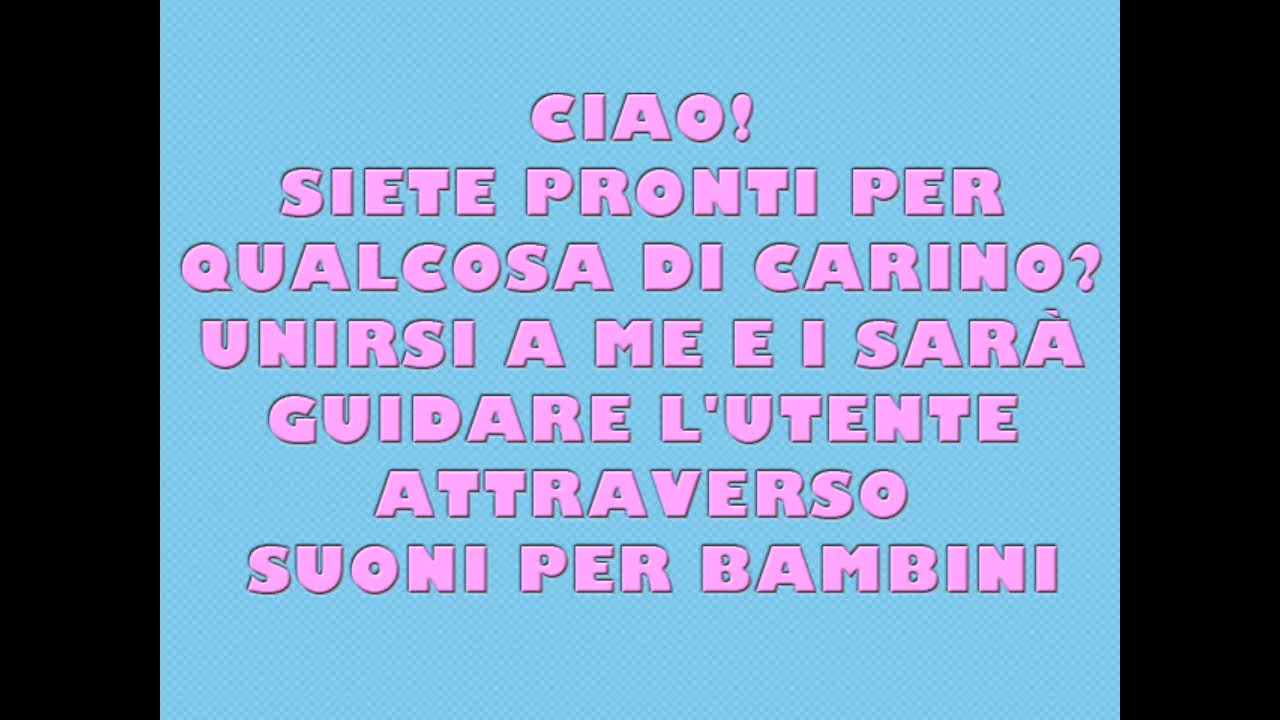 CIAO!
SIETE PRONTI PER
QUALCOSA DI CARINO?
UNIRSI A ME E I SARÀ
GUIDARE L'UTENTE
ATTRAVERSO
SUONI PER BAMBINI